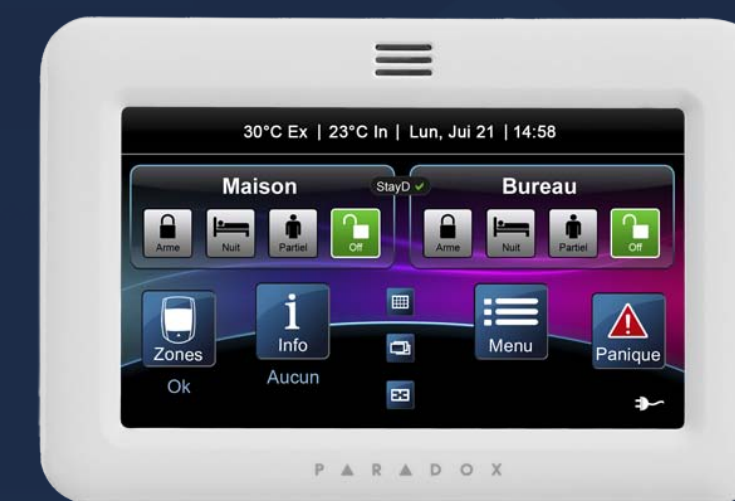 30°C Ex | 23°C In | Lun, Jui 21 | 14:58
Maison StayD Bureau
Arme Nuit Partiel Off Arme Nuit Partiel Off
Zones Info Menu Panique
Ok Aucun
PARADOX